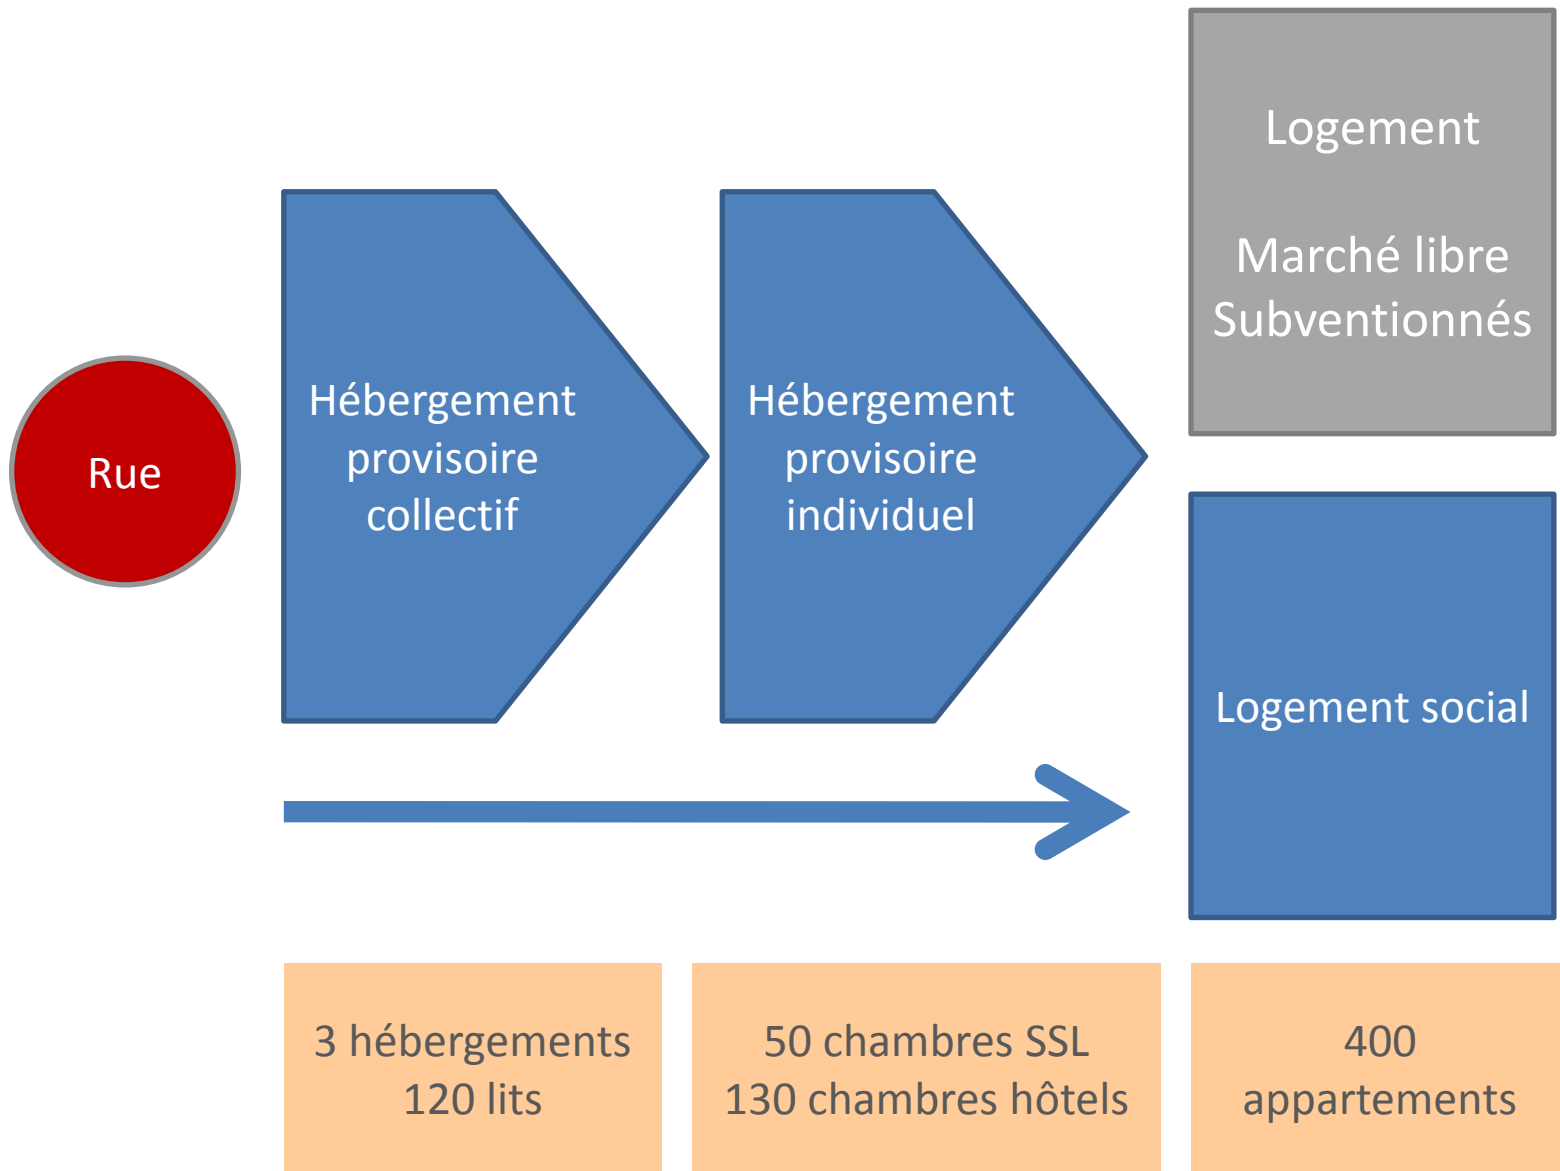 Rue
Hébergement
provisoire
collectif
Hébergement
provisoire
individuel
Logement
Marché libre
Subventionnés
Logement social
3 hébergements
120 lits
50 chambres SSL
130 chambres hôtels
400
appartements